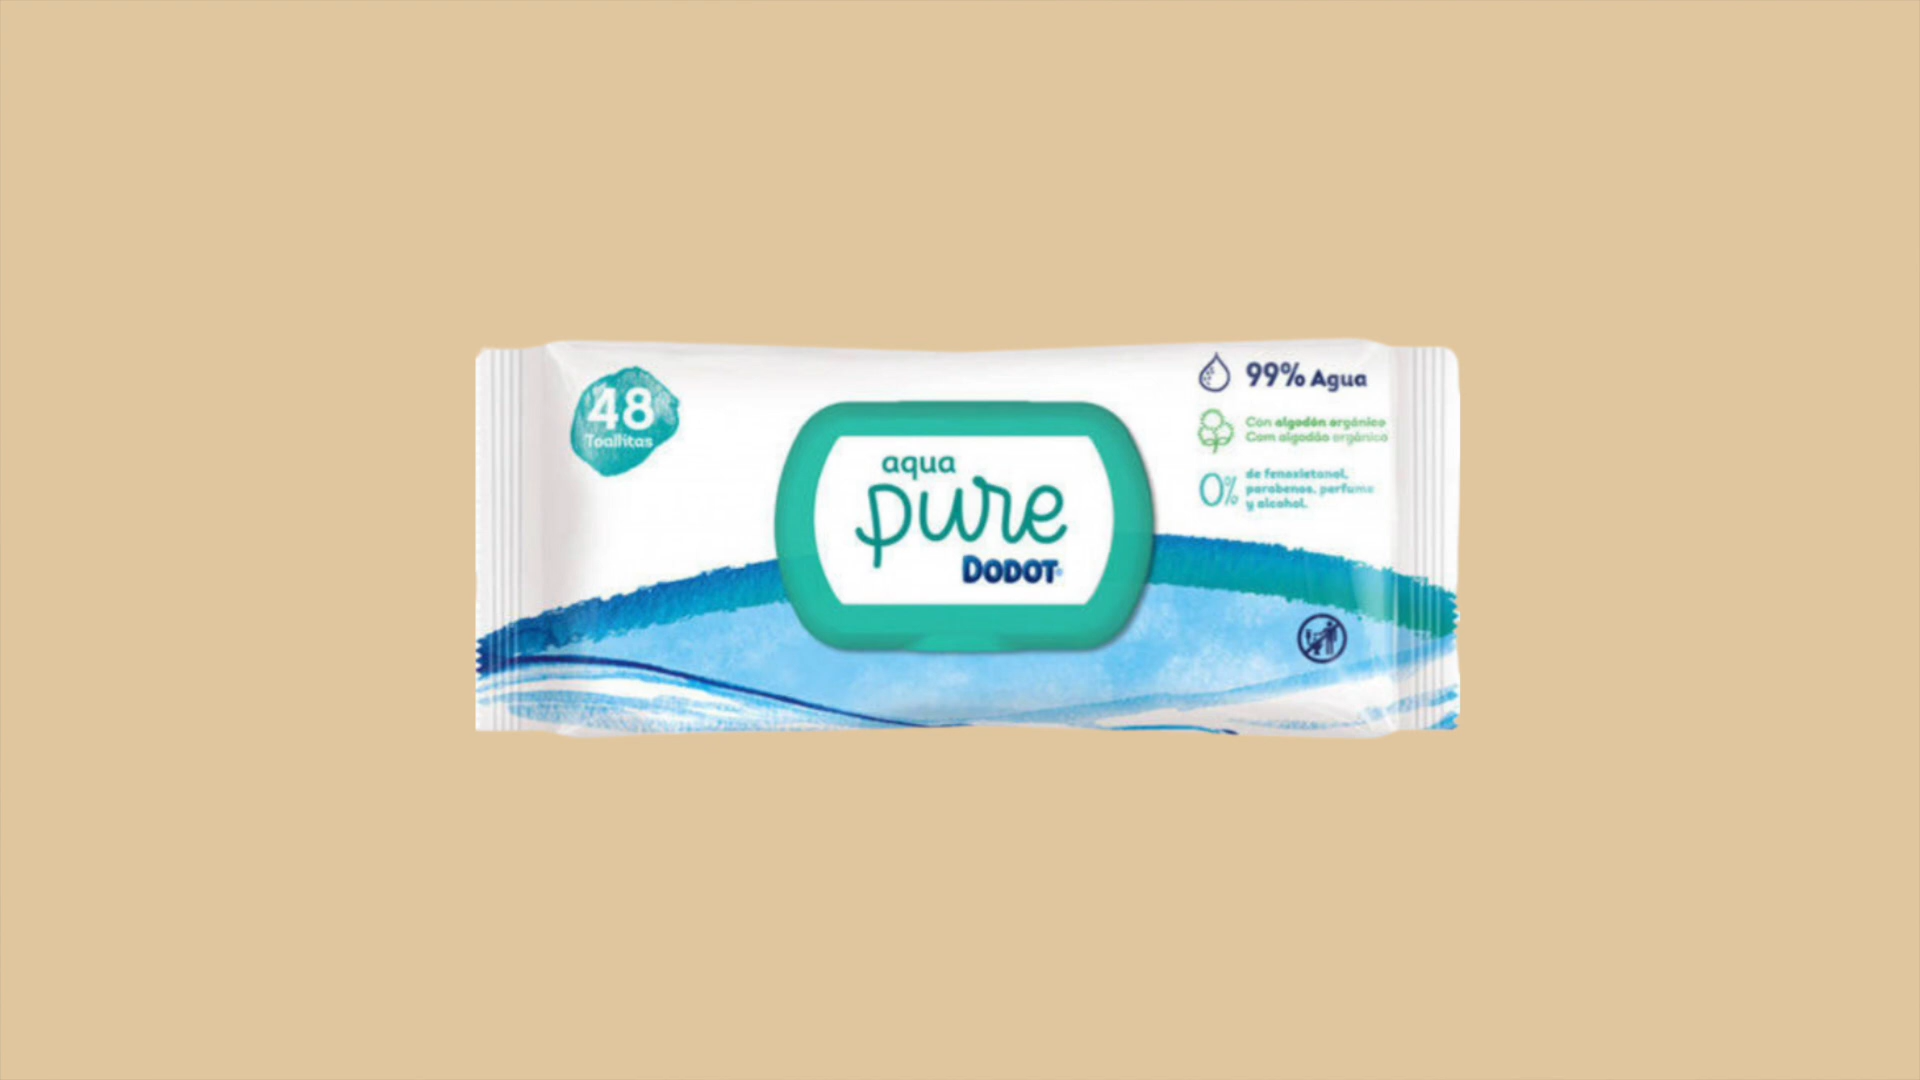 48
Toallitas
aqua
pure
DODOT
99% Agua
Con algodón orgánico
Com algodão orgânico
0%
de fenoxietanol,
parabenos, perfume
y alcohol.